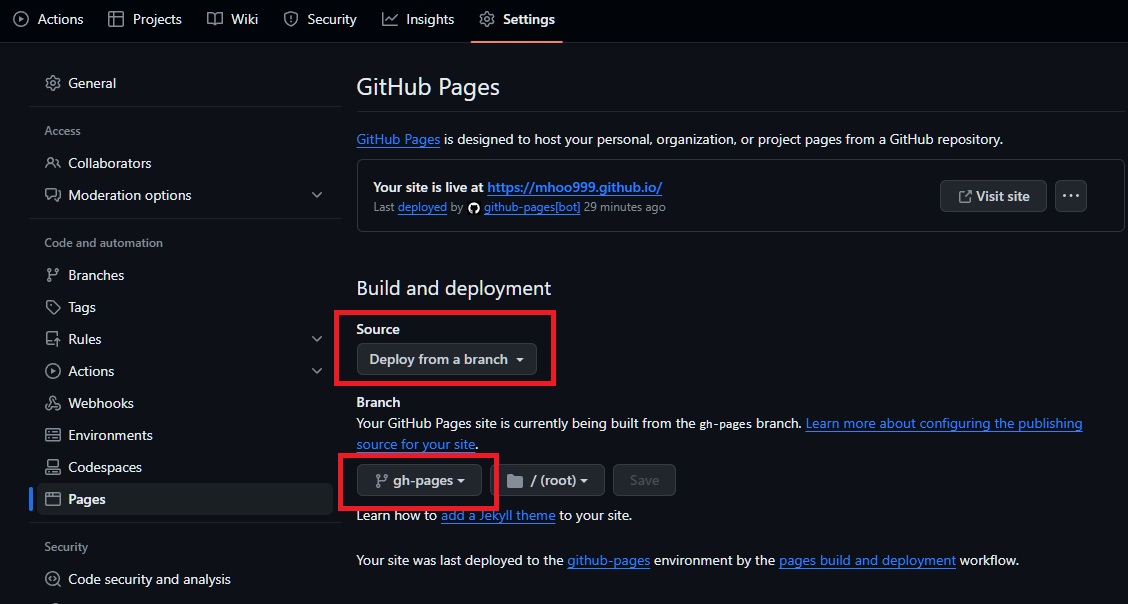 Actions Projects Wiki Security Insights Settings
General
Access
Collaborators
Moderation options
Code and automation
Branches
Tags
Rules
Actions
Webhooks
Environments
Codespaces
Pages
Security
Code security and analysis
GitHub Pages
GitHub Pages is designed to host your personal, organization, or project pages from a GitHub repository.
Your site is live at https://mhoo999.github.io/
Last deployed by github-pages[bot] 29 minutes ago
Visit site
Build and deployment
Source
Deploy from a branch
Branch
Your GitHub Pages site is currently being built from the gh-pages branch. Learn more about configuring the publishing
source for your site.
gh-pages / (root) Save
Learn how to add a Jekyll theme to your site.
Your site was last deployed to the github-pages environment by the pages build and deployment workflow.